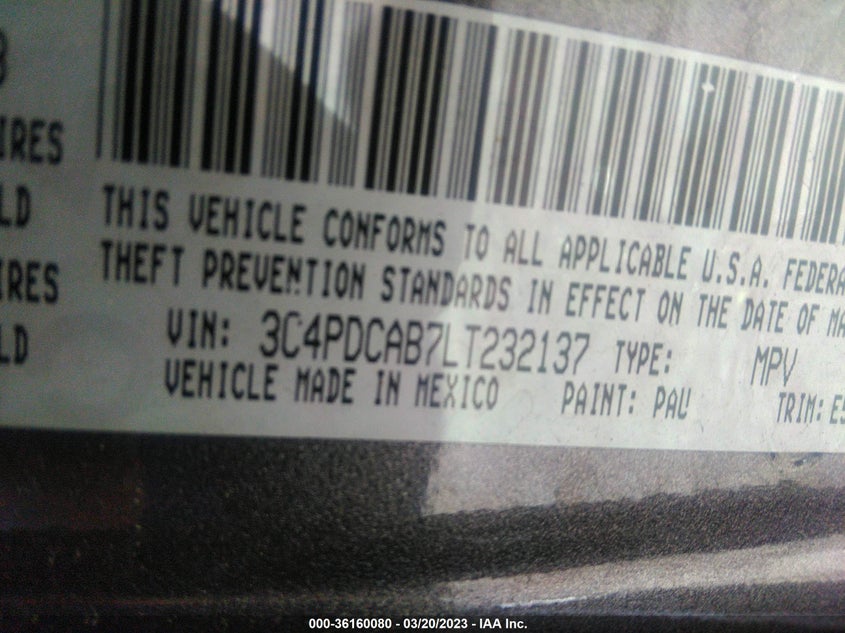 IRES
LD
IRES
LD
THIS VEHICLE CONFORMS TO ALL APPLICABLE U.S.A. FEDERA
THEFT PREVENTION STANDARDS IN EFFECT ON THE DATE OF MA
VIN: 3C4PDCAB7LT232137 TYPE: MPV
VEHICLE MADE IN MEXICO PAINT: PAU TRIM: ES
000-36160080 - 03/20/2023 - IAA Inc.